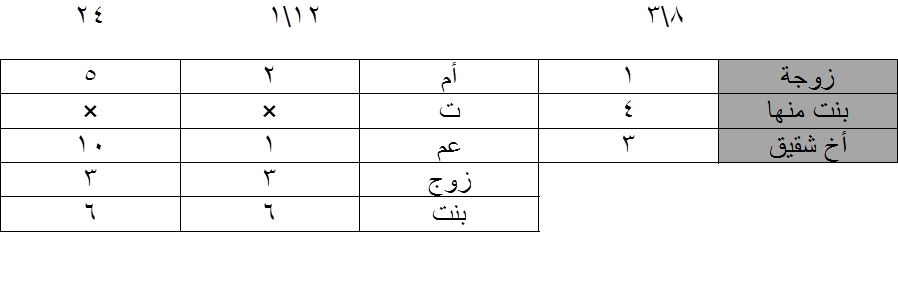 ٣\٨ ١\١٢ ٢٤
زوجة ١ أم ٢ ٥
بنت منها ٤ ت × ×
أخ شقيق ٣ عم ١ ١٠
زوج ٣ ٣
بنت ٦ ٦